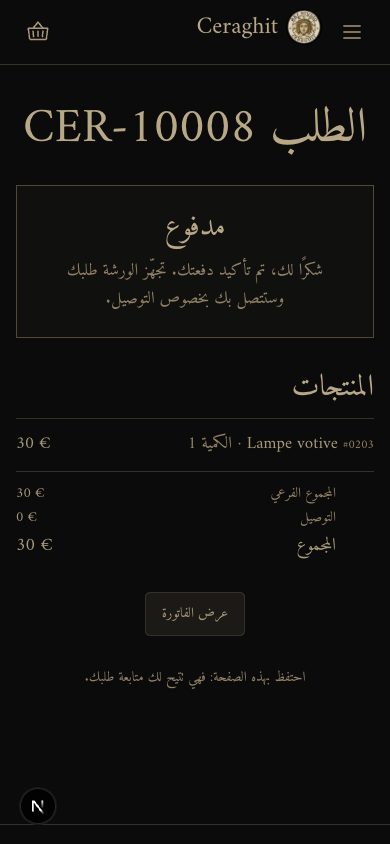 Ceraghit
الطلب CER-10008
مدفوع
شكرًا لك، تم تأكيد دفعتك. تجهّز الورشة طلبك
وستتصل بك بخصوص التوصيل.
المنتجات
#0203 Lampe votive · الكمية 1
30 €
المجموع الفرعي
30 €
التوصيل
0 €
المجموع
30 €
عرض الفاتورة
احتفظ بهذه الصفحة: فهي تتيح لك متابعة طلبك.
N